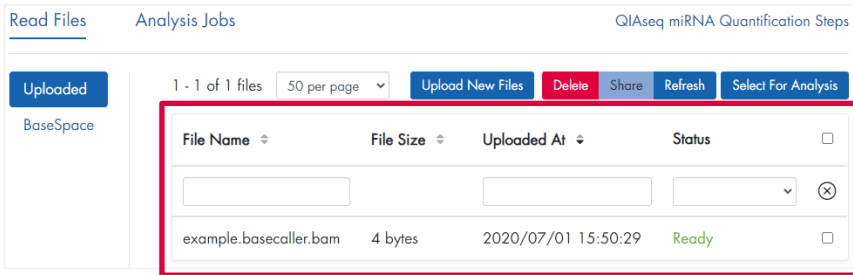 Read Files Analysis Jobs QIAseq miRNA Quantification Steps
Uploaded 1 - 1 of 1 files 50 per page Upload New Files Delete Share Refresh Select For Analysis
BaseSpace
File Name File Size Uploaded At Status
example.basecaller.bam 4 bytes 2020/07/01 15:50:29 Ready